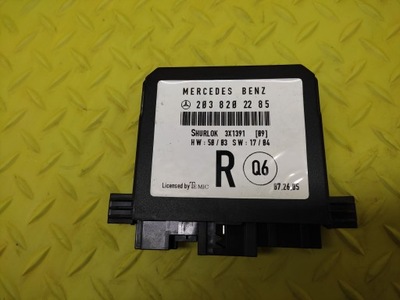 MERCEDES BENZ
203 820 22 85
SHURLOK 3X1391 [09]
HW: 50 / 03 SW: 17 / 04
R Q6
Licensed by TEMIC 07.26.05